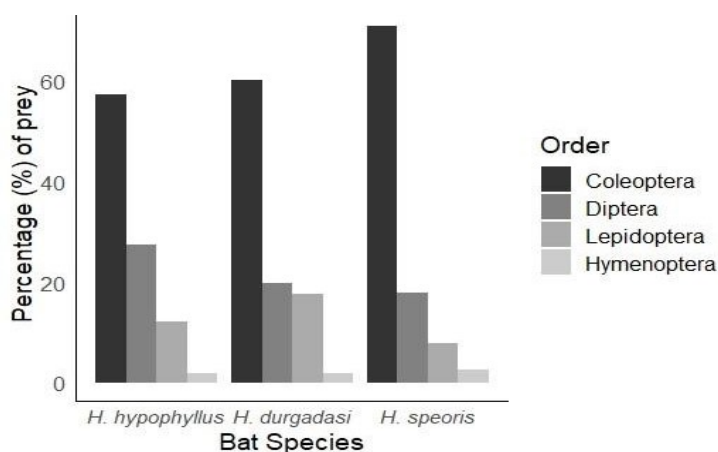 Percentage (%) of prey
60
40
20
0
H. hypophyllus
H. durgadasi
H. speoris
Bat Species
Order
Coleoptera
Diptera
Lepidoptera
Hymenoptera